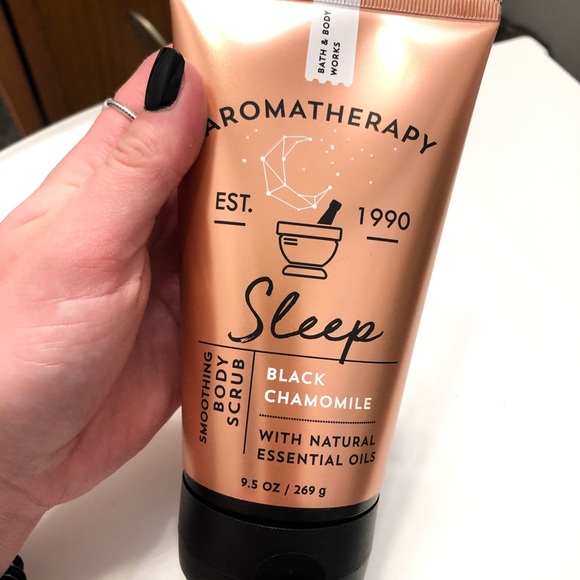 BATH & BODY
WORKS
AROMATHERAPY
EST. 1990
Sleep
SMOOTHING
BODY
SCRUB
BLACK
CHAMOMILE
WITH NATURAL
ESSENTIAL OILS
9.5 OZ / 269 g